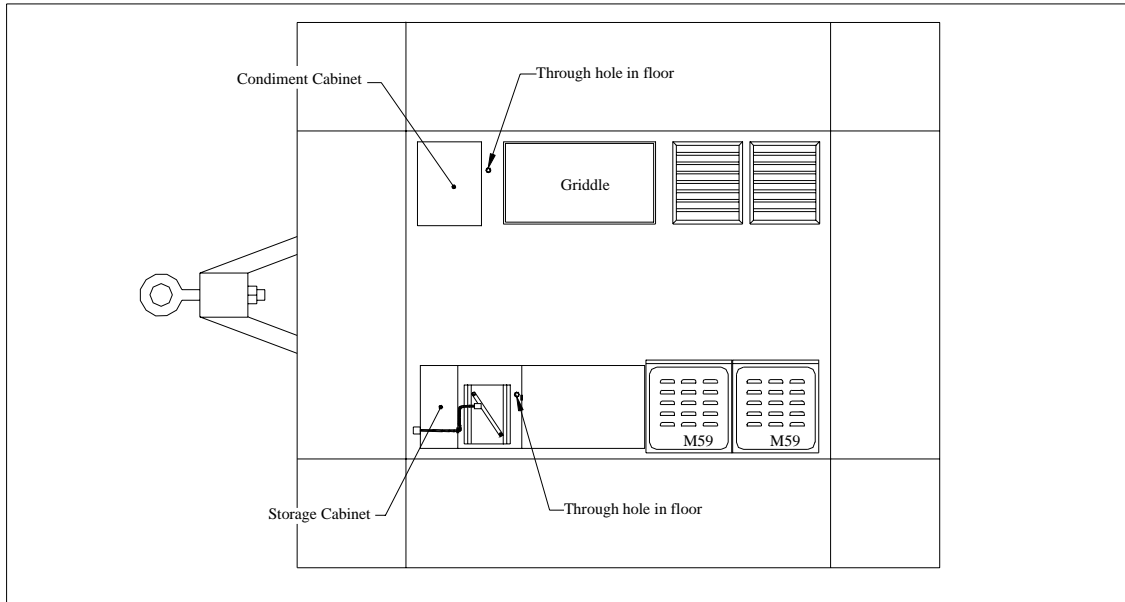 Through hole in floor
Condiment Cabinet
Griddle
M59 M59
Through hole in floor
Storage Cabinet